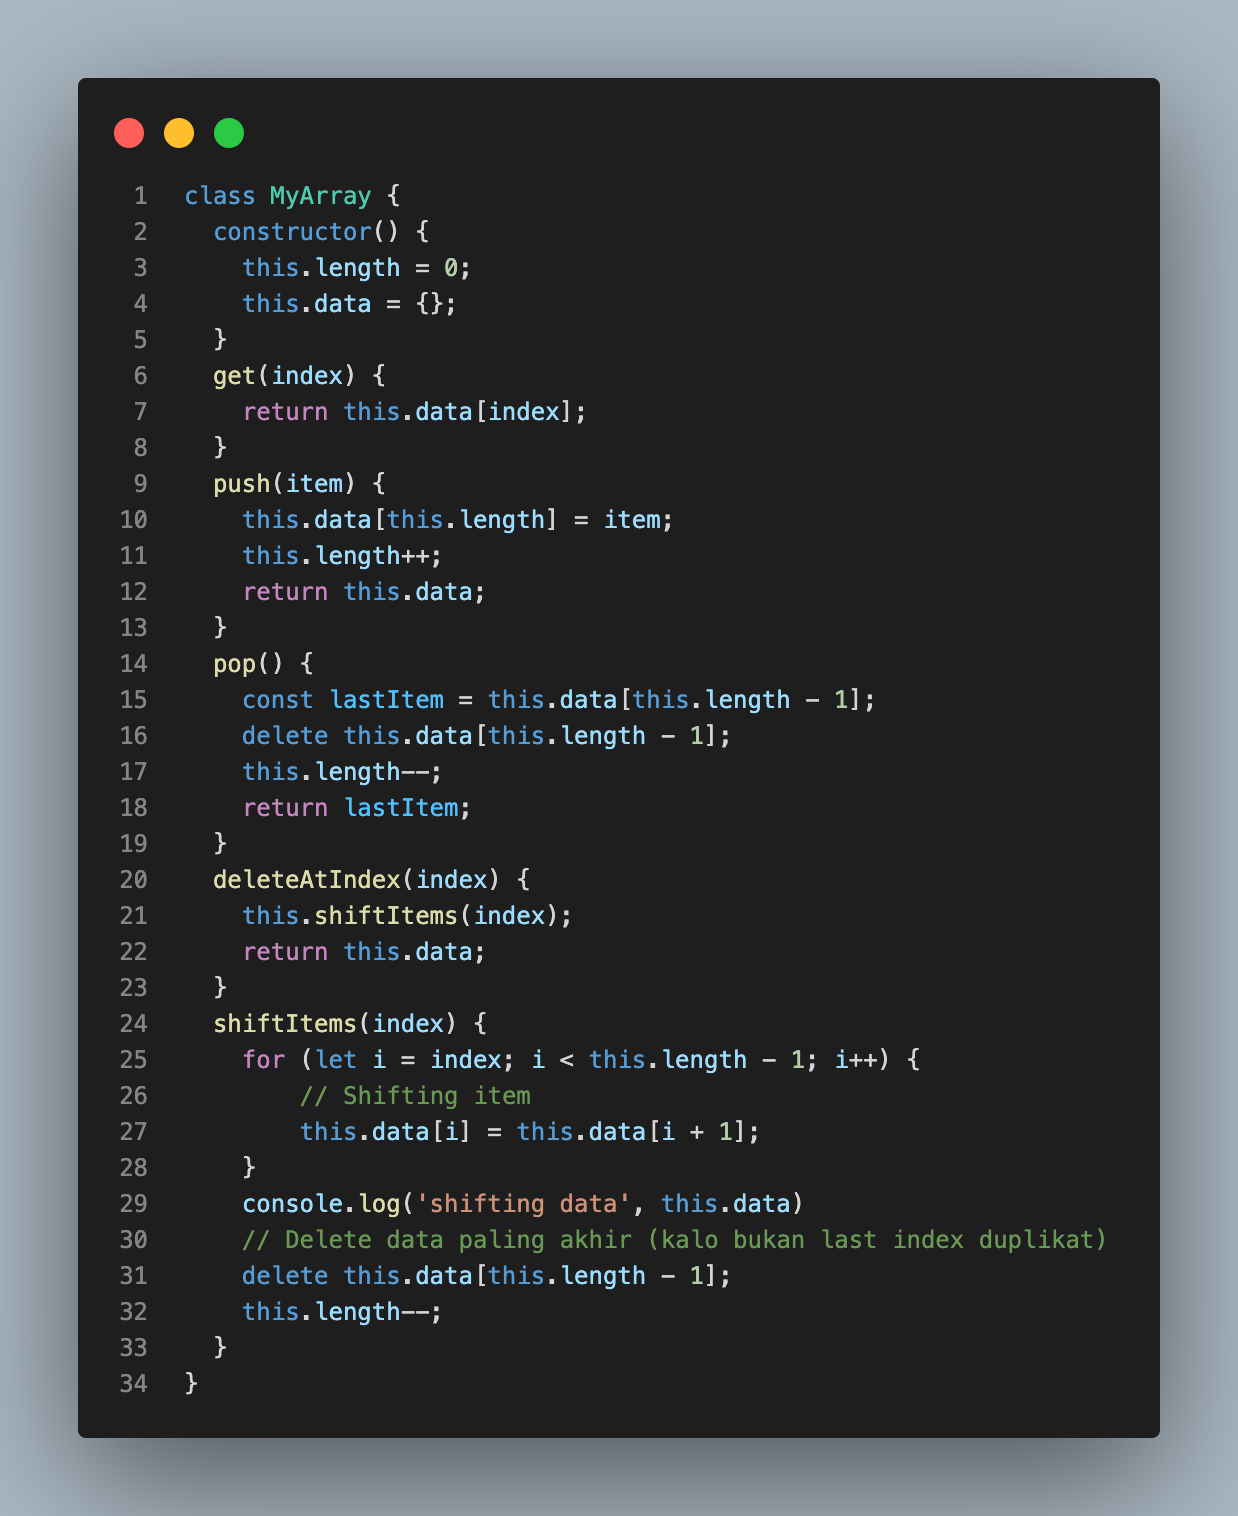 1 class MyArray {
2 constructor() {
3 this.length = 0;
4 this.data = {};
5 }
6 get(index) {
7 return this.data[index];
8 }
9 push(item) {
10 this.data[this.length] = item;
11 this.length++;
12 return this.data;
13 }
14 pop() {
15 const lastItem = this.data[this.length - 1];
16 delete this.data[this.length - 1];
17 this.length--;
18 return lastItem;
19 }
20 deleteAtIndex(index) {
21 this.shiftItems(index);
22 return this.data;
23 }
24 shiftItems(index) {
25 for (let i = index; i < this.length - 1; i++) {
26 // Shifting item
27 this.data[i] = this.data[i + 1];
28 }
29 console.log('shifting data', this.data)
30 // Delete data paling akhir (kalo bukan last index duplikat)
31 delete this.data[this.length - 1];
32 this.length--;
33 }
34 }